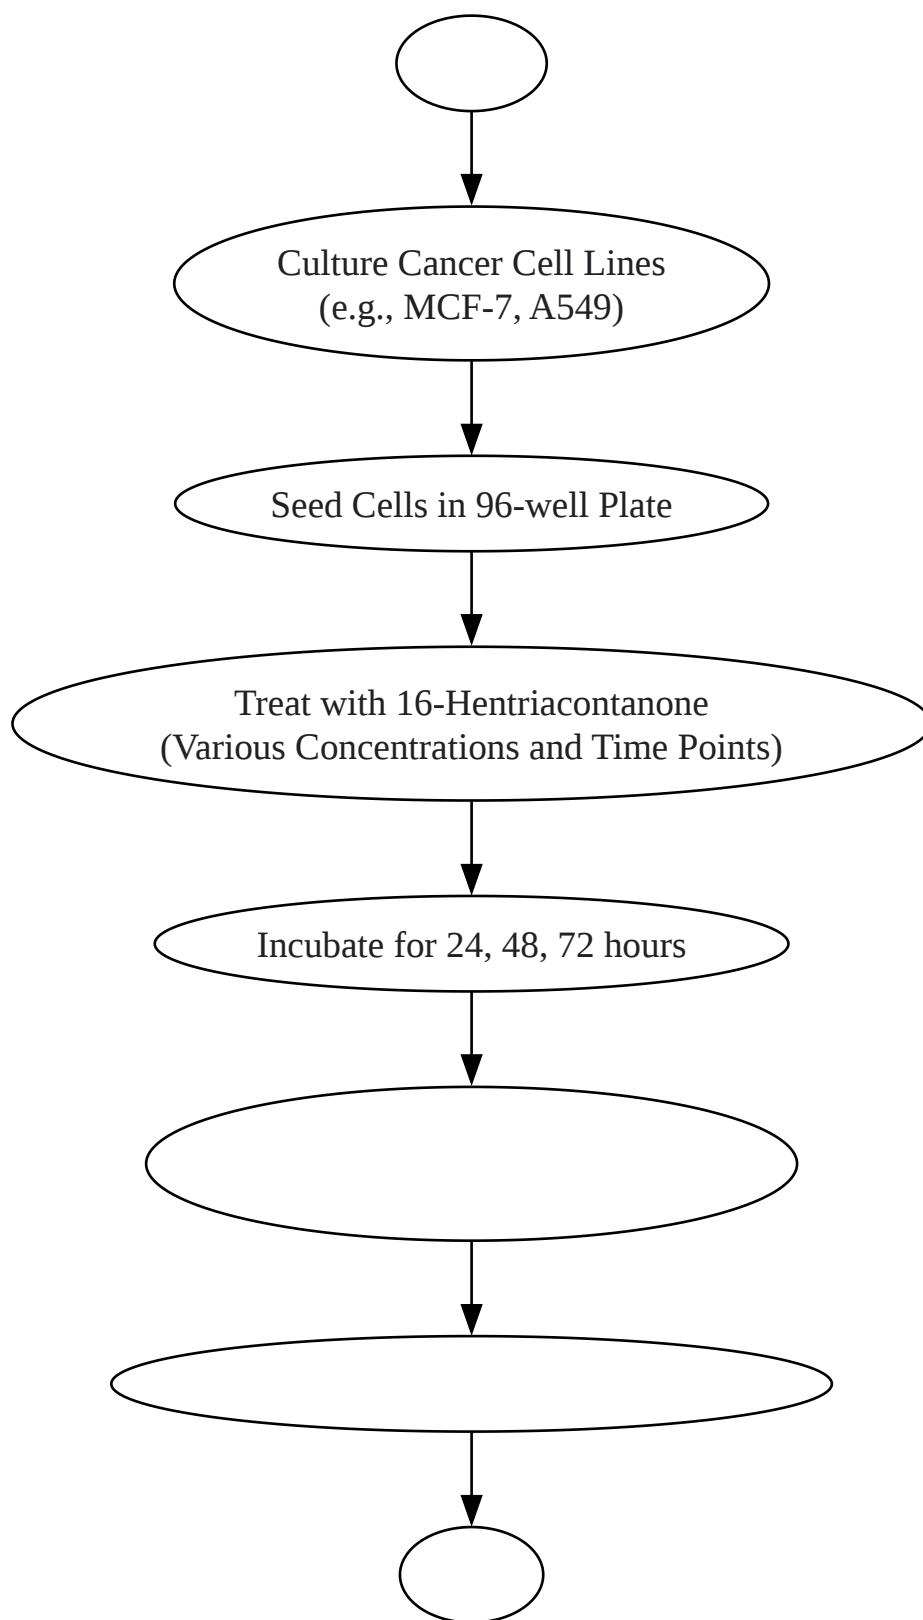 Culture Cancer Cell Lines
(e.g., MCF-7, A549)
Seed Cells in 96-well Plate
Treat with 16-Hentriacontanone
(Various Concentrations and Time Points)
Incubate for 24, 48, 72 hours